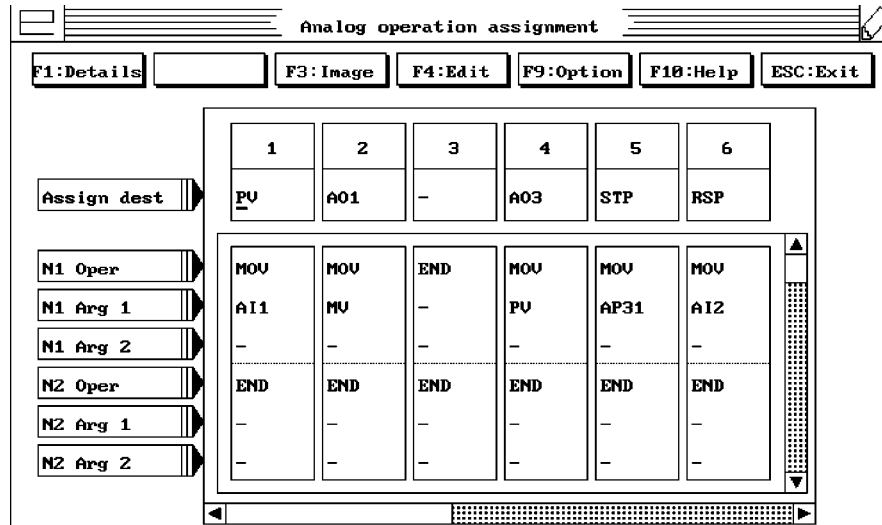 Analog operation assignment
F1:Details F3:Image F4:Edit F9:Option F10:Help ESC:Exit
1 2 3 4 5 6
Assign dest PV AO1 - AO3 STP RSP
N1 Oper MOV MOV END MOV MOV MOV
N1 Arg 1 AI1 MV - PV AP31 AI2
N1 Arg 2 - - - - - -
N2 Oper END END END END END END
N2 Arg 1 - - - - - -
N2 Arg 2 - - - - - -